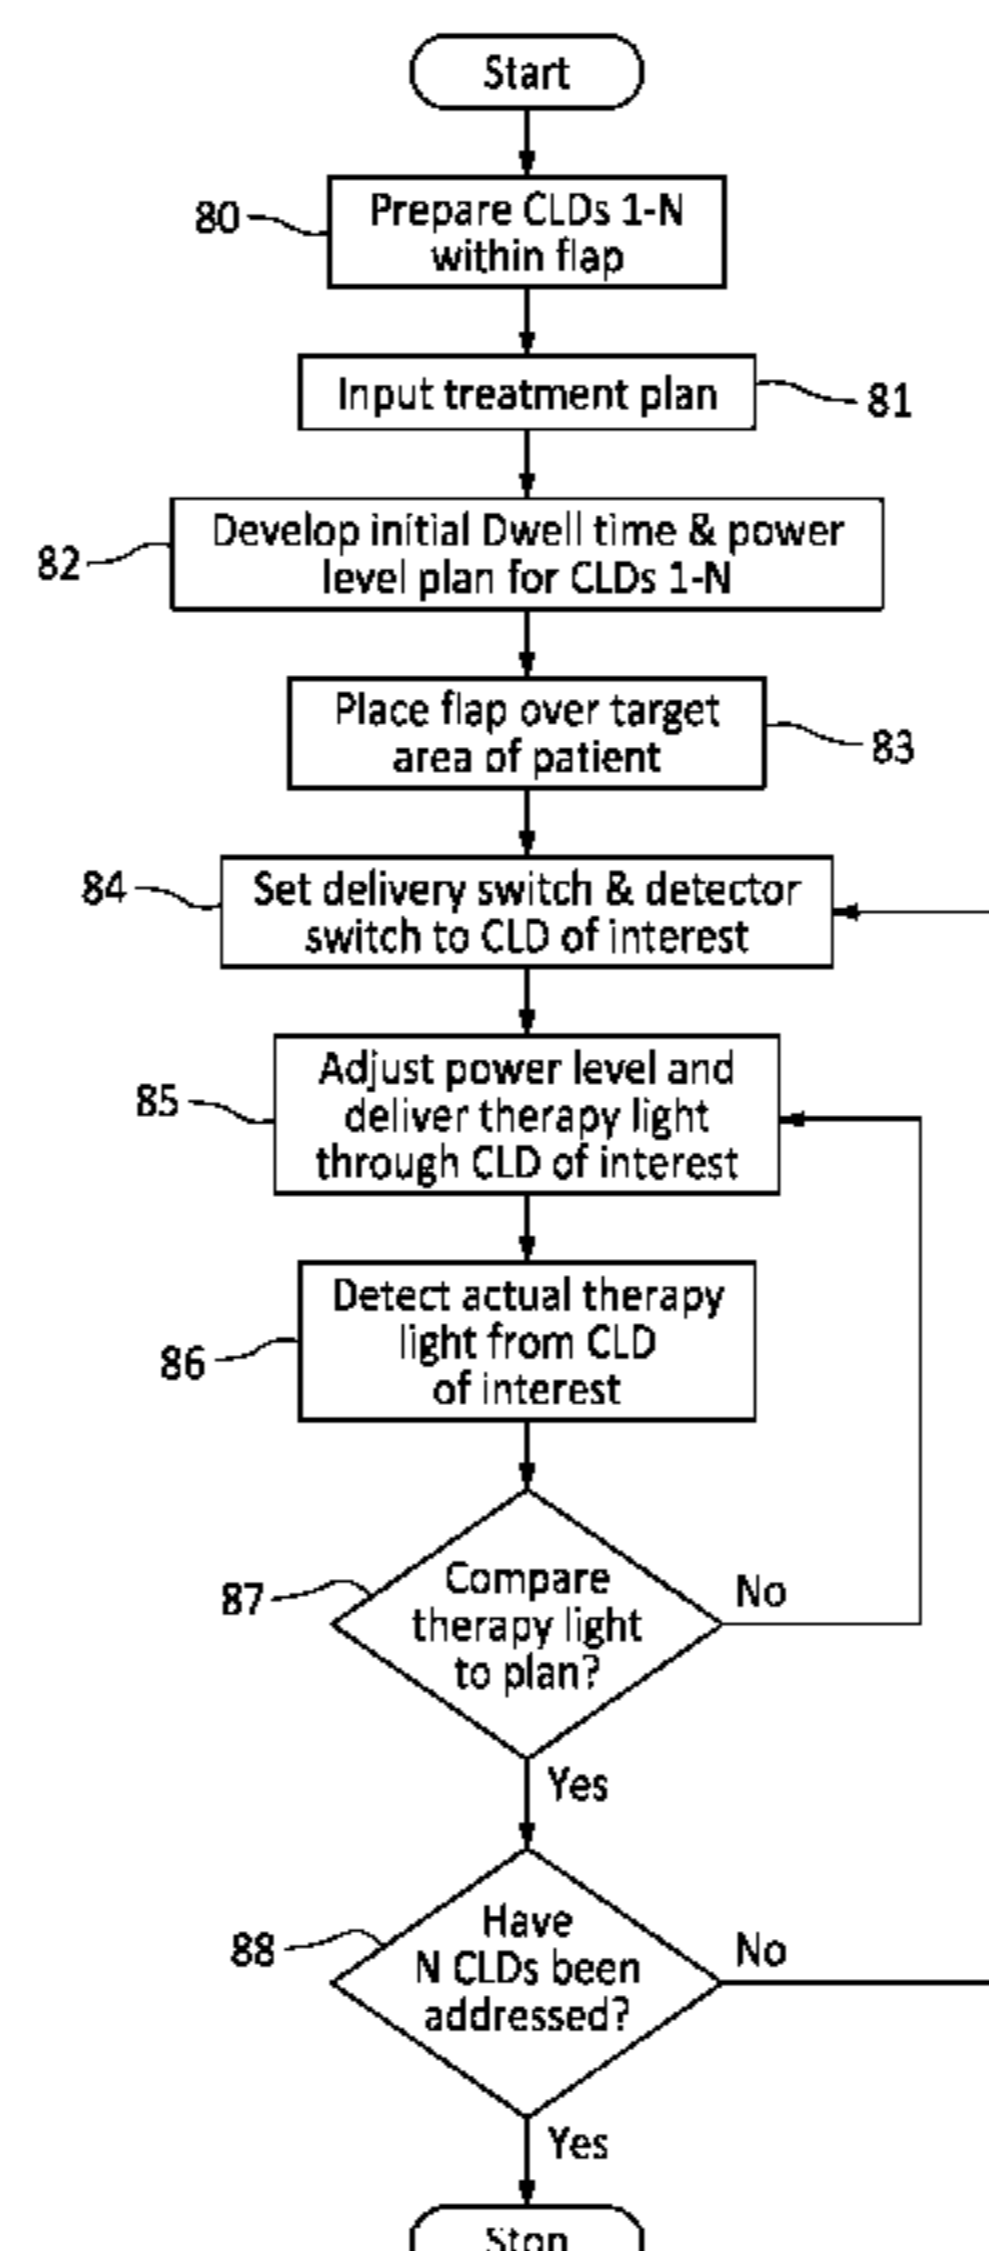 Start
80
Prepare CLDs 1-N
within flap
Input treatment plan
81
82
Develop initial Dwell time & power
level plan for CLDs 1-N
Place flap over target
area of patient
83
84
Set delivery switch & detector
switch to CLD of interest
85
Adjust power level and
deliver therapy light
through CLD of interest
86
Detect actual therapy
light from CLD
of interest
87
Compare
therapy light
to plan?
No
Yes
88
Have
N CLDs been
addressed?
No
Yes
Stop